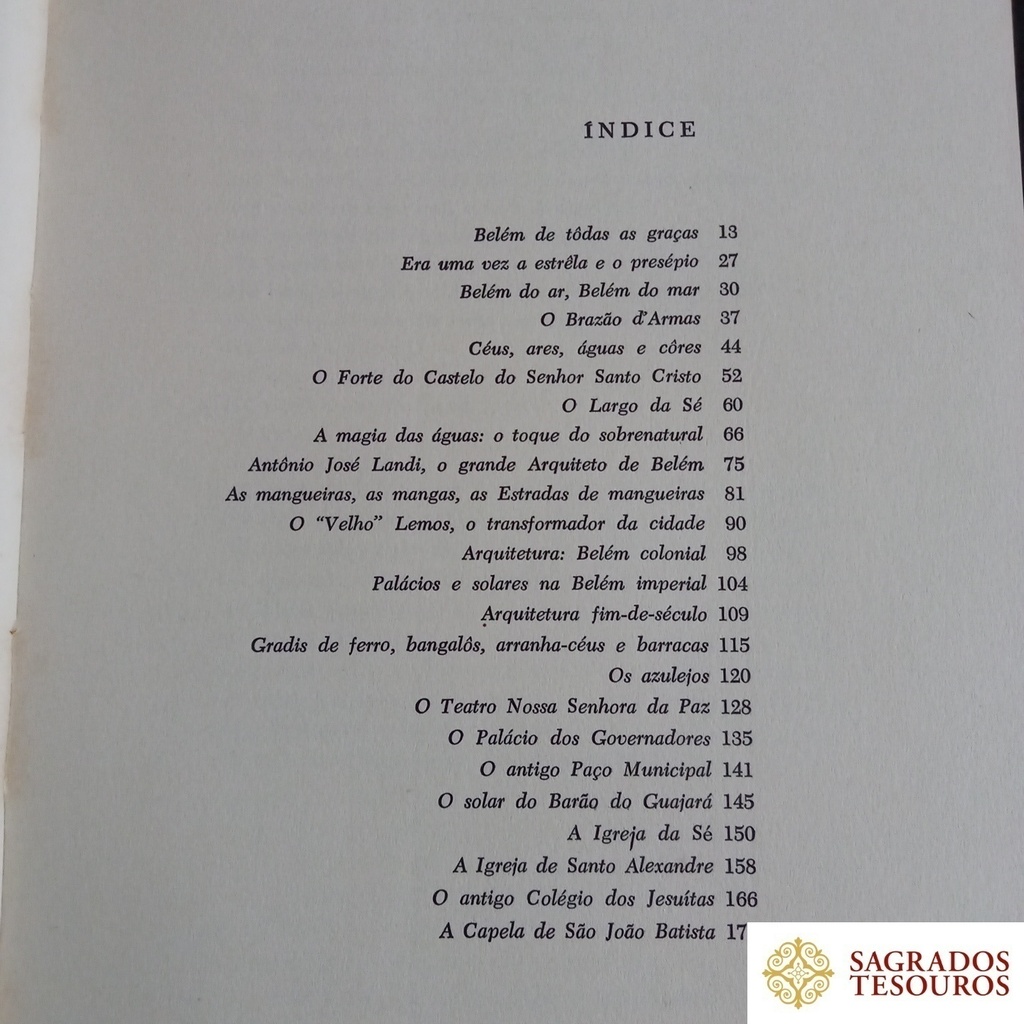 ÍNDICE
Belém de tôdas as graças 13
Era uma vez a estrêla e o presépio 27
Belém do ar, Belém do mar 30
O Brazão d'Armas 37
Céus, ares, águas e côres 44
O Forte do Castelo do Senhor Santo Cristo 52
O Largo da Sé 60
A magia das águas: o toque do sobrenatural 66
Antônio José Landi, o grande Arquiteto de Belém 75
As mangueiras, as mangas, as Estradas de mangueiras 81
O "Velho" Lemos, o transformador da cidade 90
Arquitetura: Belém colonial 98
Palácios e solares na Belém imperial 104
Arquitetura fim-de-século 109
Gradis de ferro, bangalôs, arranha-céus e barracas 115
Os azulejos 120
O Teatro Nossa Senhora da Paz 128
O Palácio dos Governadores 135
O antigo Paço Municipal 141
O solar do Barão do Guajará 145
A Igreja da Sé 150
A Igreja de Santo Alexandre 158
O antigo Colégio dos Jesuítas 166
A Capela de São João Batista
SAGRADOS
TESOUROS